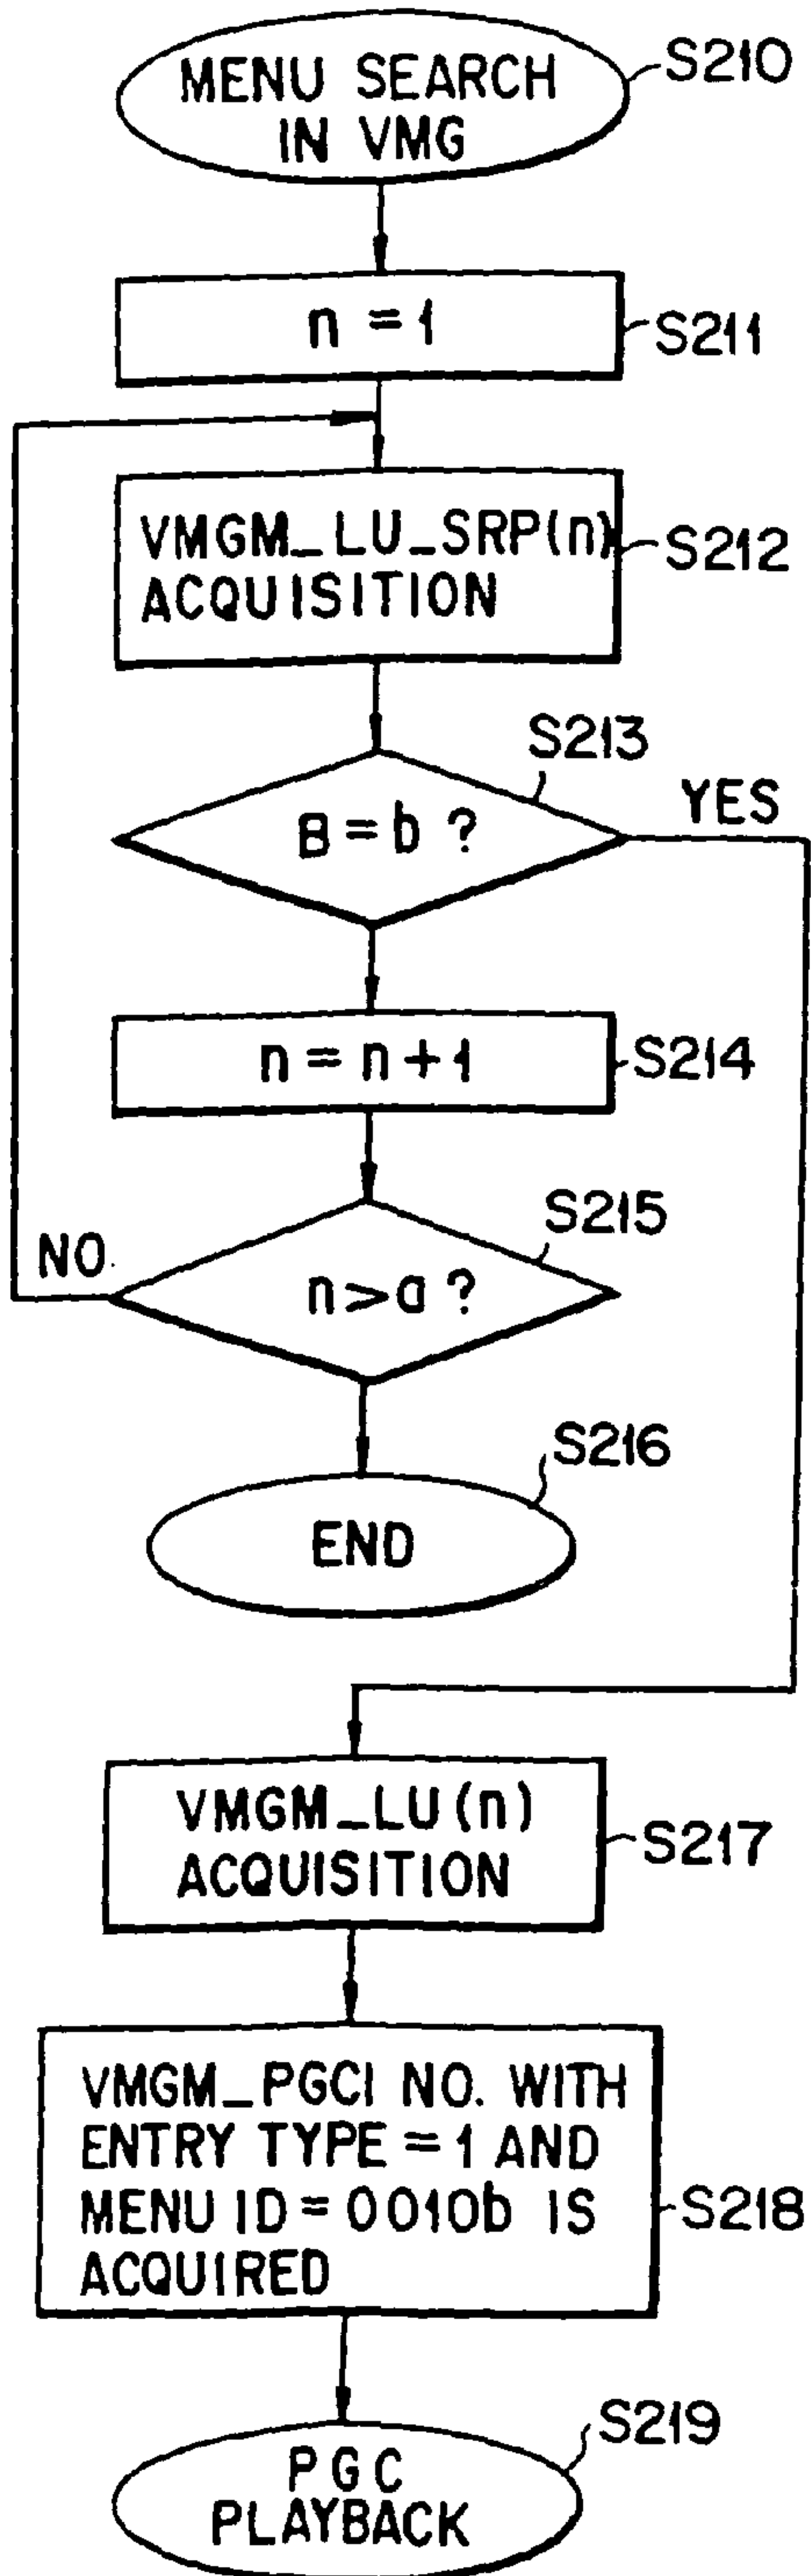 MENU SEARCH
IN VMG
S210
n = 1
S211
VMGM_LU_SRP(n)
ACQUISITION
S212
S213
B = b ?
YES
n = n + 1
S214
S215
NO
n > a ?
S216
END
VMGM_LU (n)
ACQUISITION
S217
VMGM_PGCI NO. WITH
ENTRY TYPE = 1 AND
MENU ID = 0010b IS
ACQUIRED
S218
S219
PGC
PLAYBACK